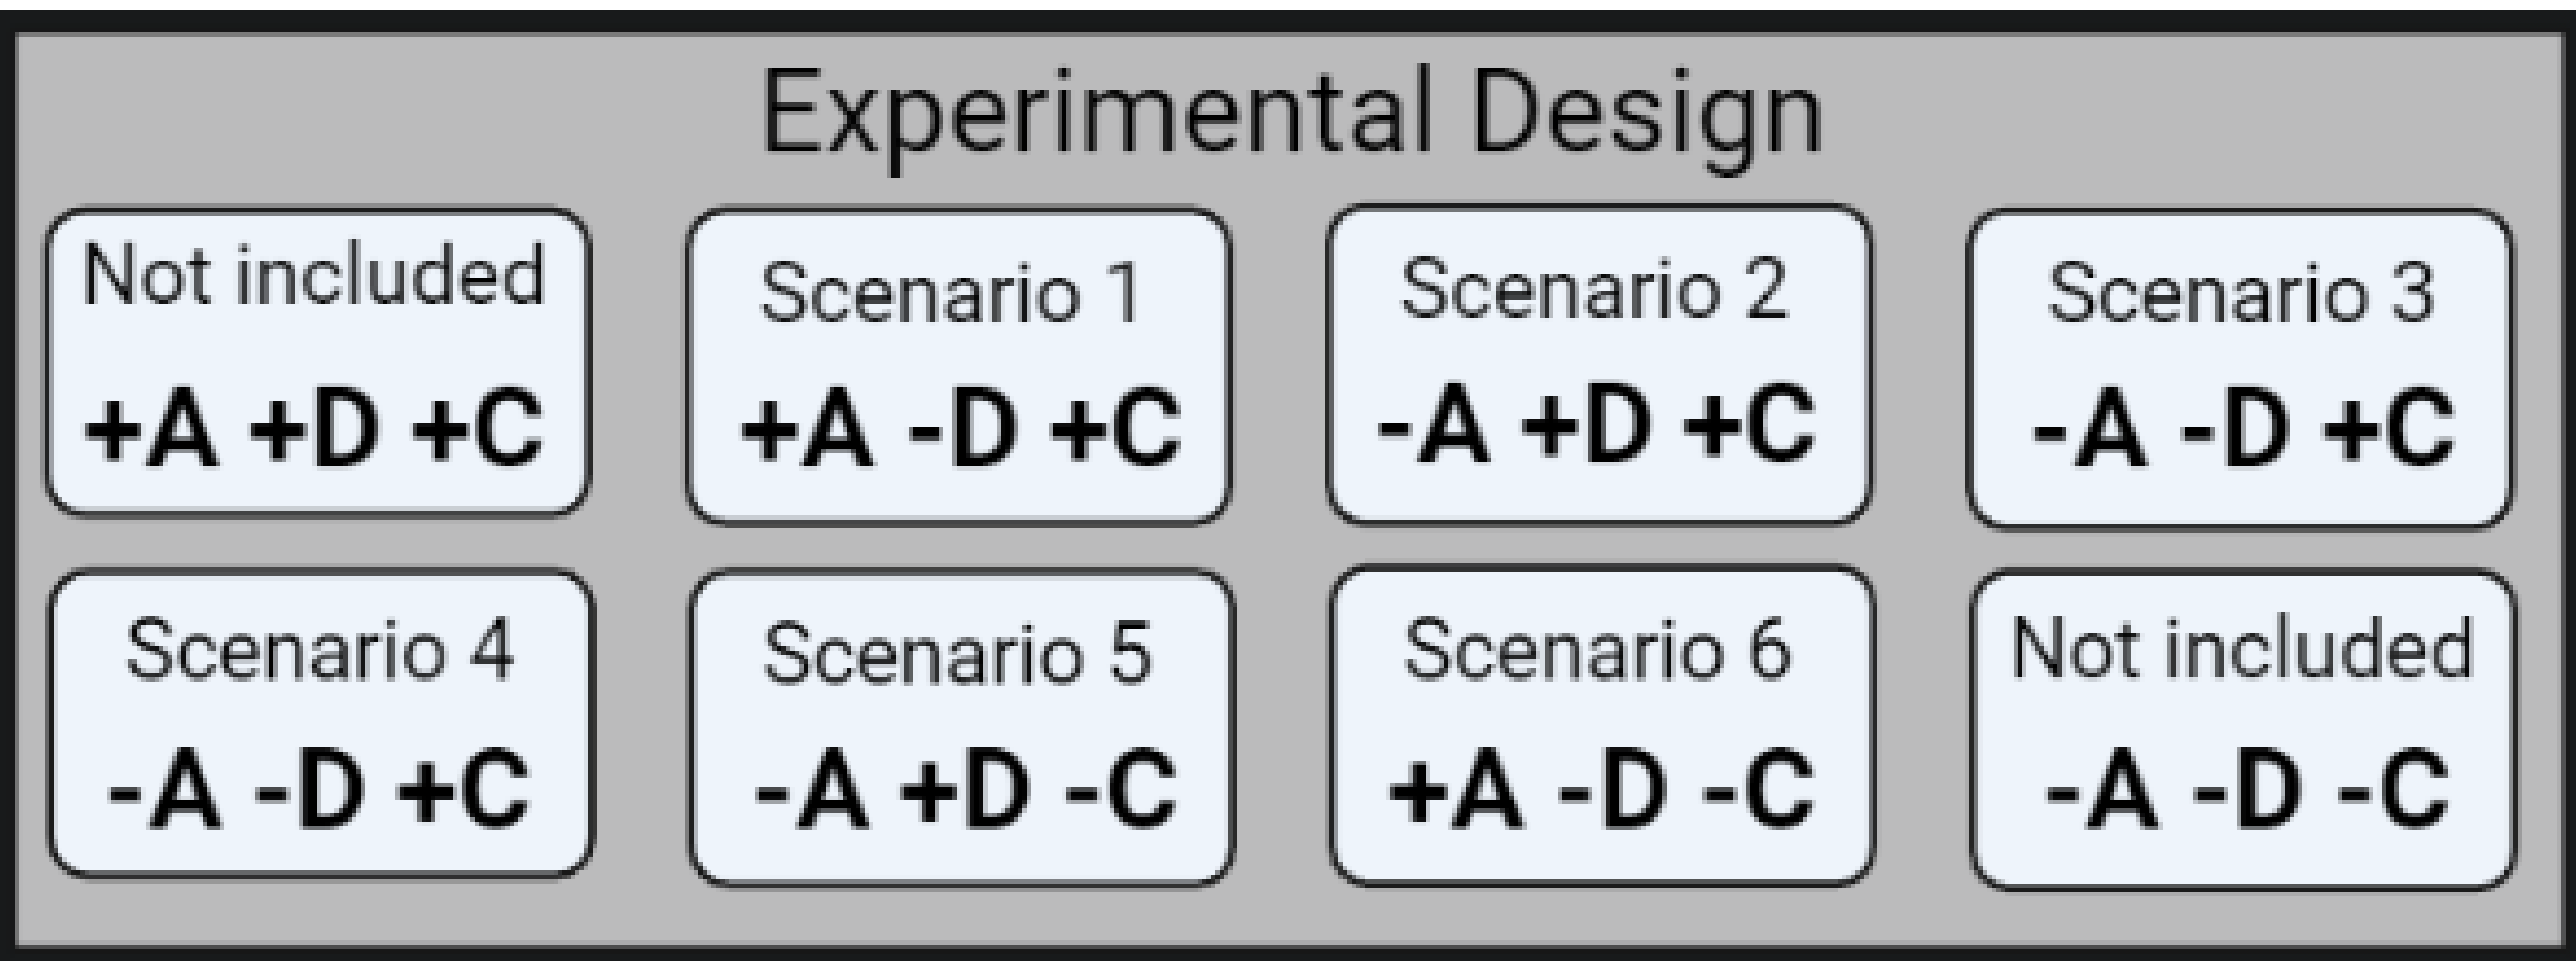 Experimental Design
Not included
+A +D +C
Scenario 1
+A -D +C
Scenario 2
-A +D +C
Scenario 3
-A -D +C
Scenario 4
-A -D +C
Scenario 5
-A +D -C
Scenario 6
+A -D -C
Not included
-A -D -C